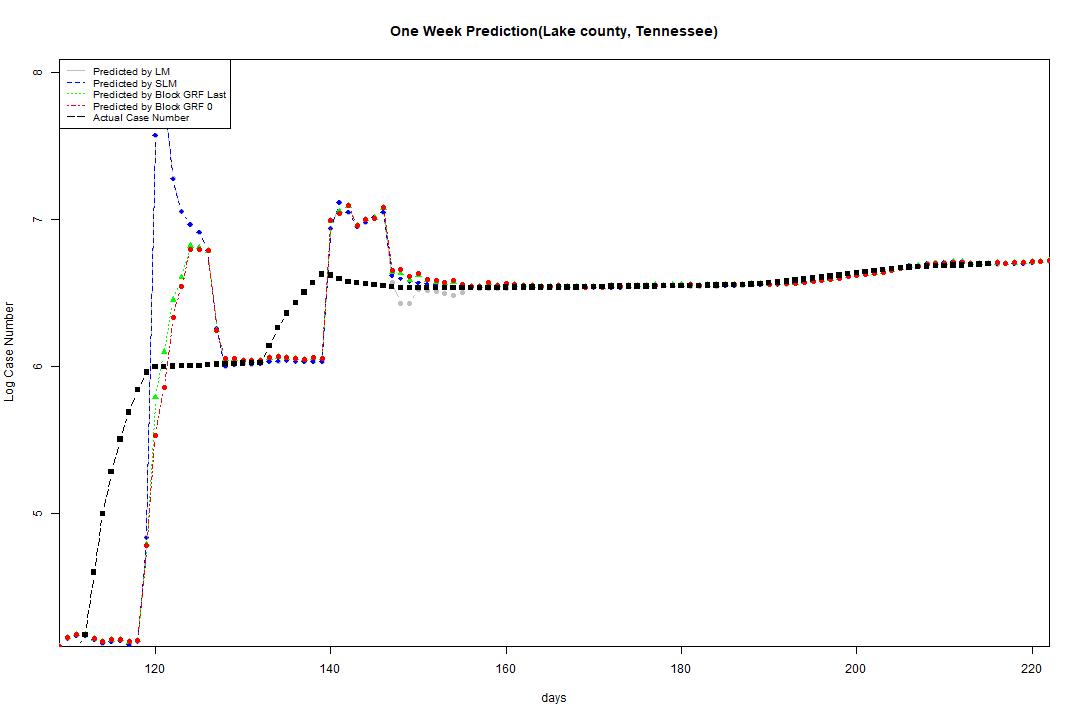 One Week Prediction(Lake county, Tennessee)
8
Predicted by LM
Predicted by SLM
Predicted by Block GRF Last
Predicted by Block GRF 0
Actual Case Number
7
6
5
Log Case Number
120 140 160 180 200 220
days